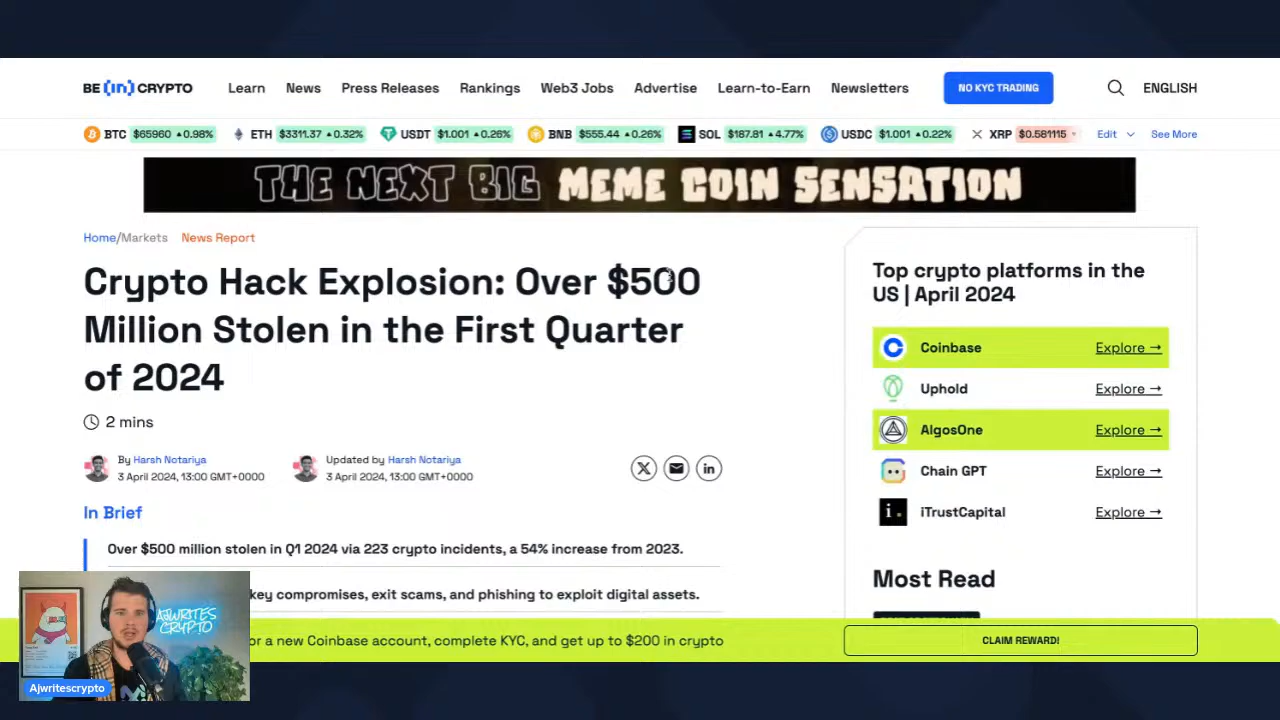 BE [in] CRYPTO Learn News Press Releases Rankings Web3 Jobs Advertise Learn-to-Earn Newsletters NO KYC TRADING ENGLISH
BTC $65960 ▲0.98% ETH $3311.37 ▲0.32% USDT $1.001 ▲0.26% BNB $555.44 ▲0.26% SOL $187.81 ▲4.77% USDC $1.001 ▲0.22% XRP $0.581115 Edit See More
THE NEXT BIG MEME COIN SENSATION
Home/Markets News Report
Crypto Hack Explosion: Over $500
Million Stolen in the First Quarter
of 2024
2 mins
By Harsh Notariya
3 April 2024, 13:00 GMT+0000
Updated by Harsh Notariya
3 April 2024, 13:00 GMT+0000
In Brief
Over $500 million stolen in Q1 2024 via 223 crypto incidents, a 54% increase from 2023.
key compromises, exit scams, and phishing to exploit digital assets.
Top crypto platforms in the
US | April 2024
Coinbase Explore →
Uphold Explore →
AlgosOne Explore →
Chain GPT Explore →
iTrustCapital Explore →
Most Read
or a new Coinbase account, complete KYC, and get up to $200 in crypto
CLAIM REWARD!
AJWRITES
CRYPTO
Ajwritescrypto